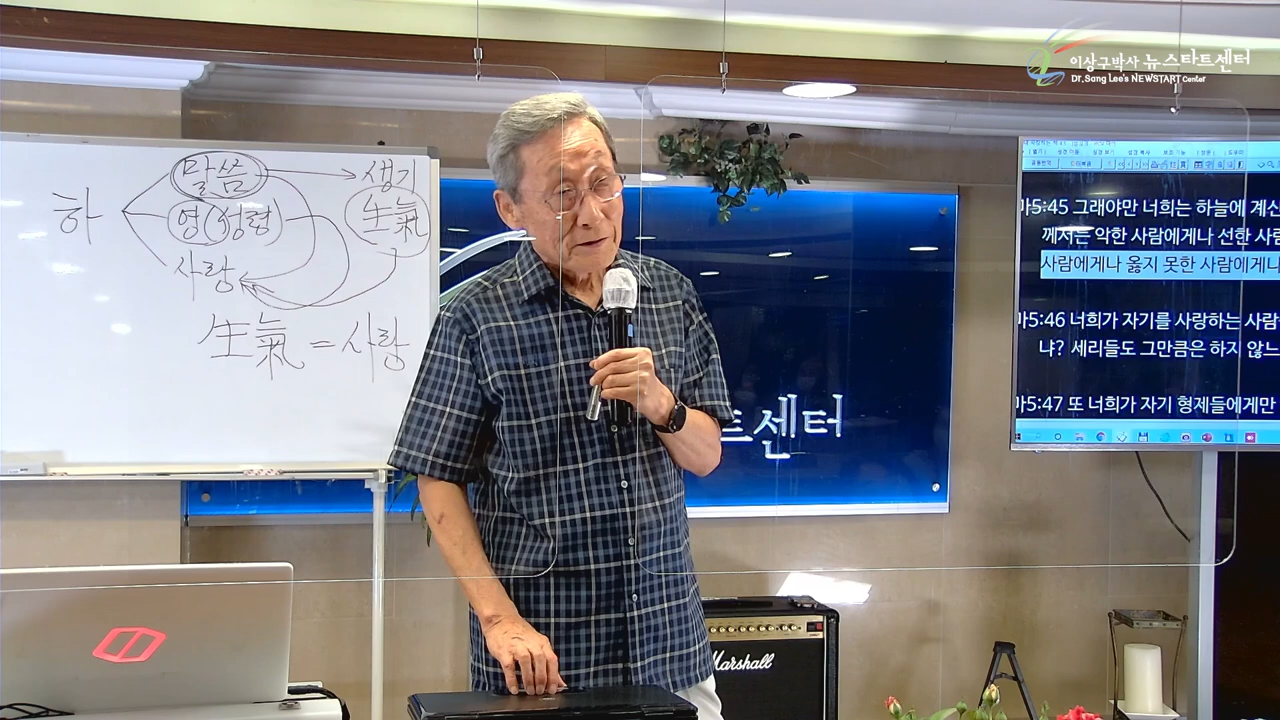 이상구박사 뉴스타트센터
Dr. Sang Lee's NEWSTART Center
하
말씀
생기
영(성령)
生氣
사랑
生氣 = 사랑
트센터
마5:45 그래야만 너희는 하늘에 계신
께서는 악한 사람에게나 선한 사람
사람에게나 옳지 못한 사람에게나
마5:46 너희가 자기를 사랑하는 사람
냐? 세리들도 그만큼은 하지 않느
마5:47 또 너희가 자기 형제들에게만
Marshall